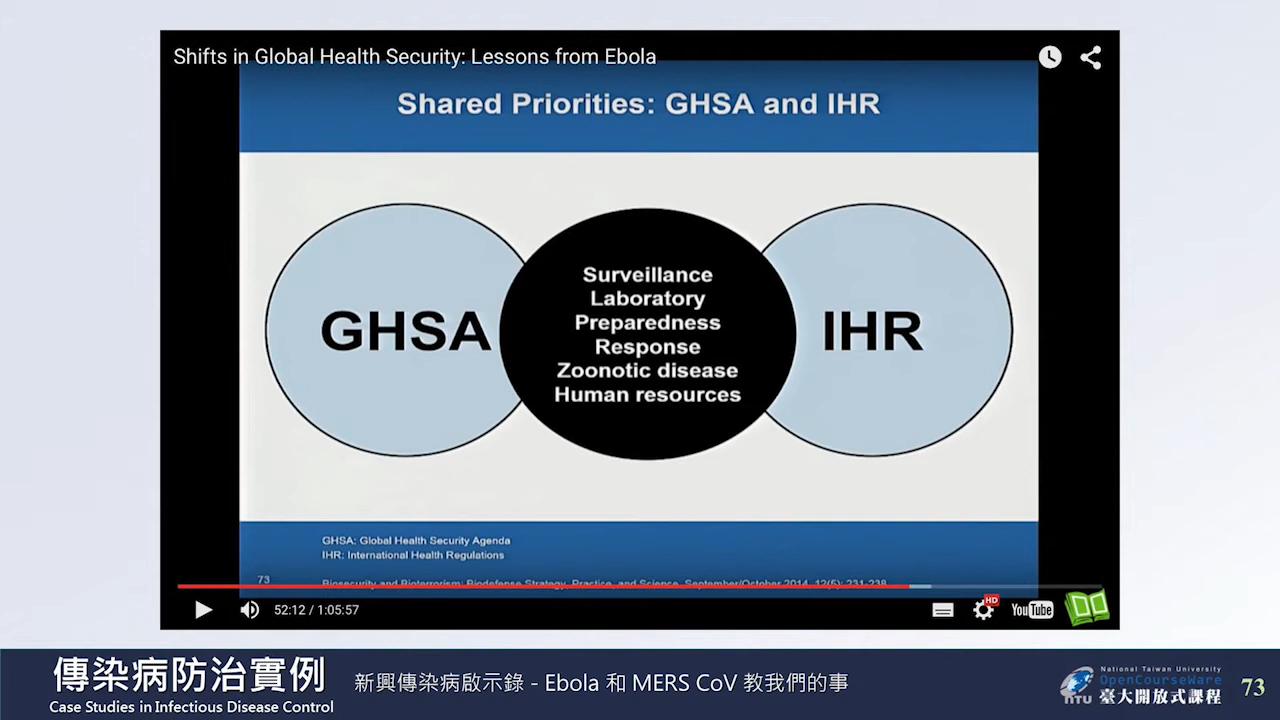 Shifts in Global Health Security: Lessons from Ebola
Shared Priorities: GHSA and IHR
GHSA
Surveillance
Laboratory
Preparedness
Response
Zoonotic disease
Human resources
IHR
GHSA: Global Health Security Agenda
IHR: International Health Regulations
73
Biosecurity and Bioterrorism: Biodefense Strategy, Practice, and Science. September/October 2014, 12(5): 231-238.
52:12 / 1:05:57
HD
YouTube
傳染病防治實例
Case Studies in Infectious Disease Control
新興傳染病啟示錄 - Ebola 和 MERS CoV 教我們的事
NTU
National Taiwan University
OpenCourseWare
臺大開放式課程
73